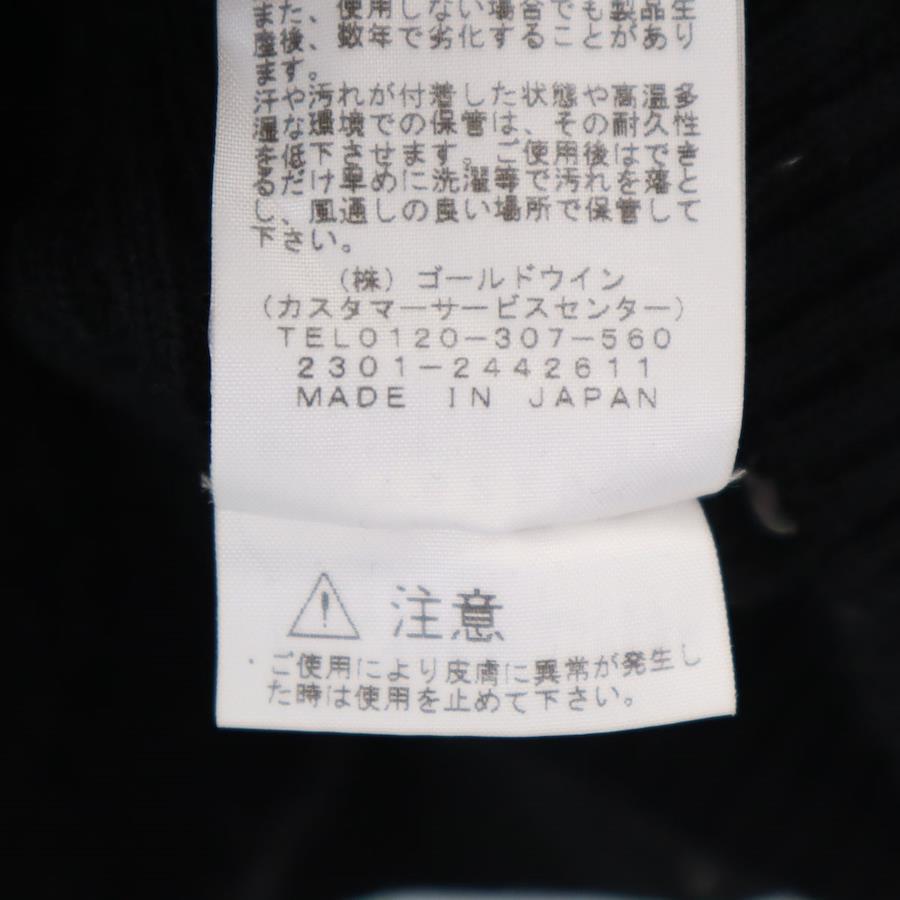 また、使用しない場合でも製品生
産後、数年で劣化することがあり
ます。
汗や汚れが付着した状態や高温多
湿な環境での保管は、その耐久性
を低下させます。ご使用後はでき
るだけ早めに洗濯等で汚れを落と
し、風通しの良い場所で保管して
下さい。
(株)ゴールドウイン
(カスタマーサービスセンター)
TEL0120-307-560
2301-2442611
MADE IN JAPAN
注意
・ご使用により皮膚に異常が発生し
た時は使用を止めて下さい。